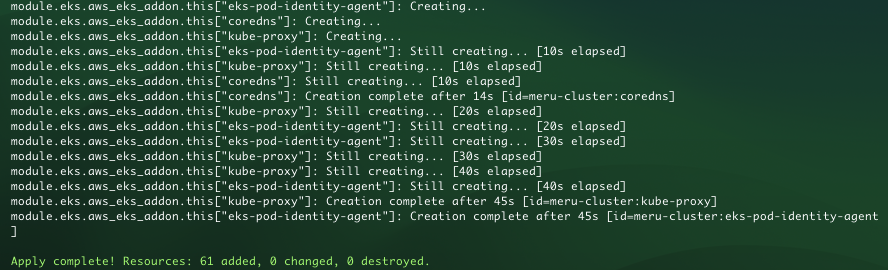 module.eks.aws_eks_addon.this["eks-pod-identity-agent"]: Creating...
module.eks.aws_eks_addon.this["coredns"]: Creating...
module.eks.aws_eks_addon.this["kube-proxy"]: Creating...
module.eks.aws_eks_addon.this["eks-pod-identity-agent"]: Still creating... [10s elapsed]
module.eks.aws_eks_addon.this["kube-proxy"]: Still creating... [10s elapsed]
module.eks.aws_eks_addon.this["coredns"]: Still creating... [10s elapsed]
module.eks.aws_eks_addon.this["coredns"]: Creation complete after 14s [id=meru-cluster:coredns]
module.eks.aws_eks_addon.this["kube-proxy"]: Still creating... [20s elapsed]
module.eks.aws_eks_addon.this["eks-pod-identity-agent"]: Still creating... [20s elapsed]
module.eks.aws_eks_addon.this["eks-pod-identity-agent"]: Still creating... [30s elapsed]
module.eks.aws_eks_addon.this["kube-proxy"]: Still creating... [30s elapsed]
module.eks.aws_eks_addon.this["kube-proxy"]: Still creating... [40s elapsed]
module.eks.aws_eks_addon.this["eks-pod-identity-agent"]: Still creating... [40s elapsed]
module.eks.aws_eks_addon.this["kube-proxy"]: Creation complete after 45s [id=meru-cluster:kube-proxy]
module.eks.aws_eks_addon.this["eks-pod-identity-agent"]: Creation complete after 45s [id=meru-cluster:eks-pod-identity-agent
]
Apply complete! Resources: 61 added, 0 changed, 0 destroyed.